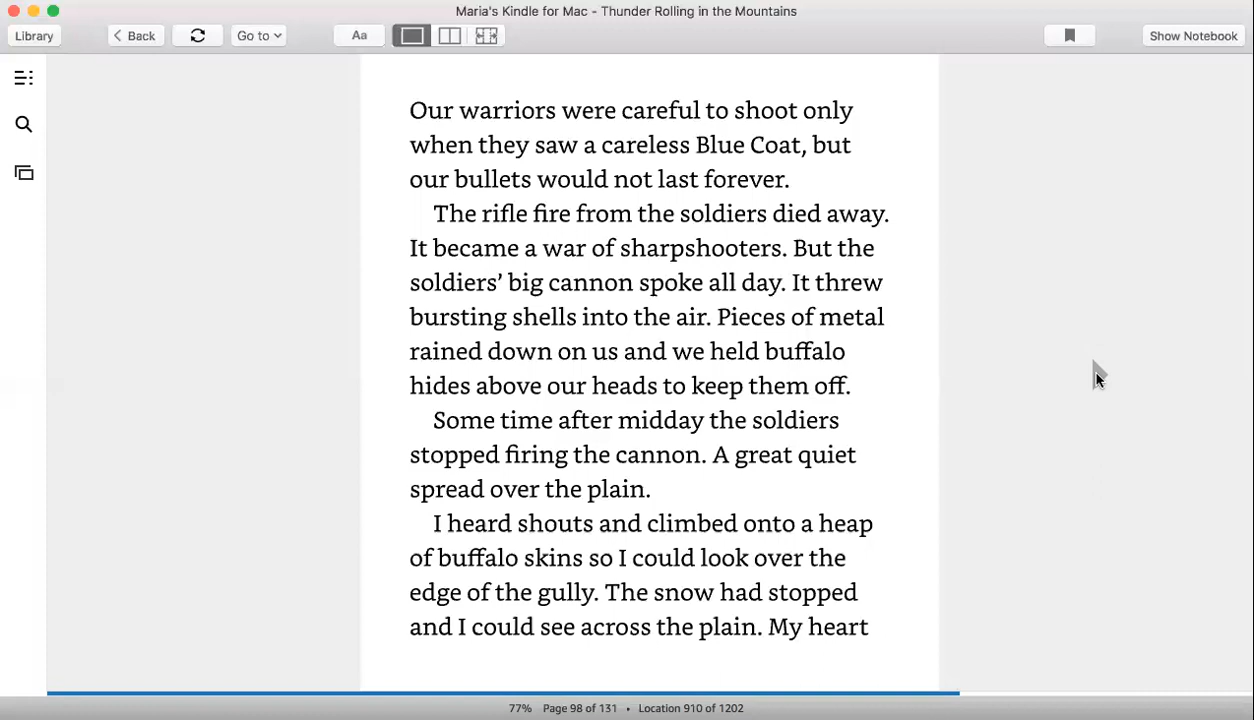 Maria's Kindle for Mac - Thunder Rolling in the Mountains
Library
Back
Go to
Aa
Show Notebook
Our warriors were careful to shoot only
when they saw a careless Blue Coat, but
our bullets would not last forever.
The rifle fire from the soldiers died away.
It became a war of sharpshooters. But the
soldiers’ big cannon spoke all day. It threw
bursting shells into the air. Pieces of metal
rained down on us and we held buffalo
hides above our heads to keep them off.
Some time after midday the soldiers
stopped firing the cannon. A great quiet
spread over the plain.
I heard shouts and climbed onto a heap
of buffalo skins so I could look over the
edge of the gully. The snow had stopped
and I could see across the plain. My heart
77% Page 98 of 131 • Location 910 of 1202